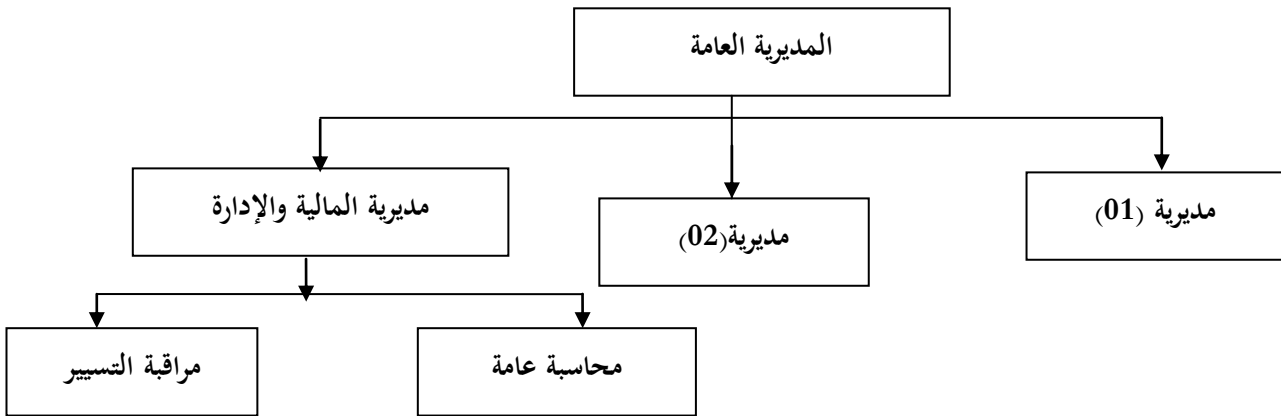 المديرية العامة
مديرية (01)
مديرية(02)
مديرية المالية والإدارة
محاسبة عامة
مراقبة التسيير